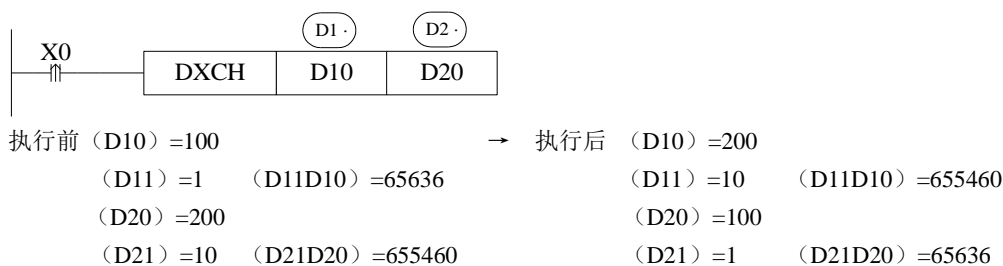 D1 · D2 ·
X0
DXCH D10 D20
执行前（D10）=100 → 执行后 （D10）=200
（D11）=1 （D11D10）=65636 （D11）=10 （D11D10）=655460
（D20）=200 （D20）=100
（D21）=10 （D21D20）=655460 （D21）=1 （D21D20）=65636